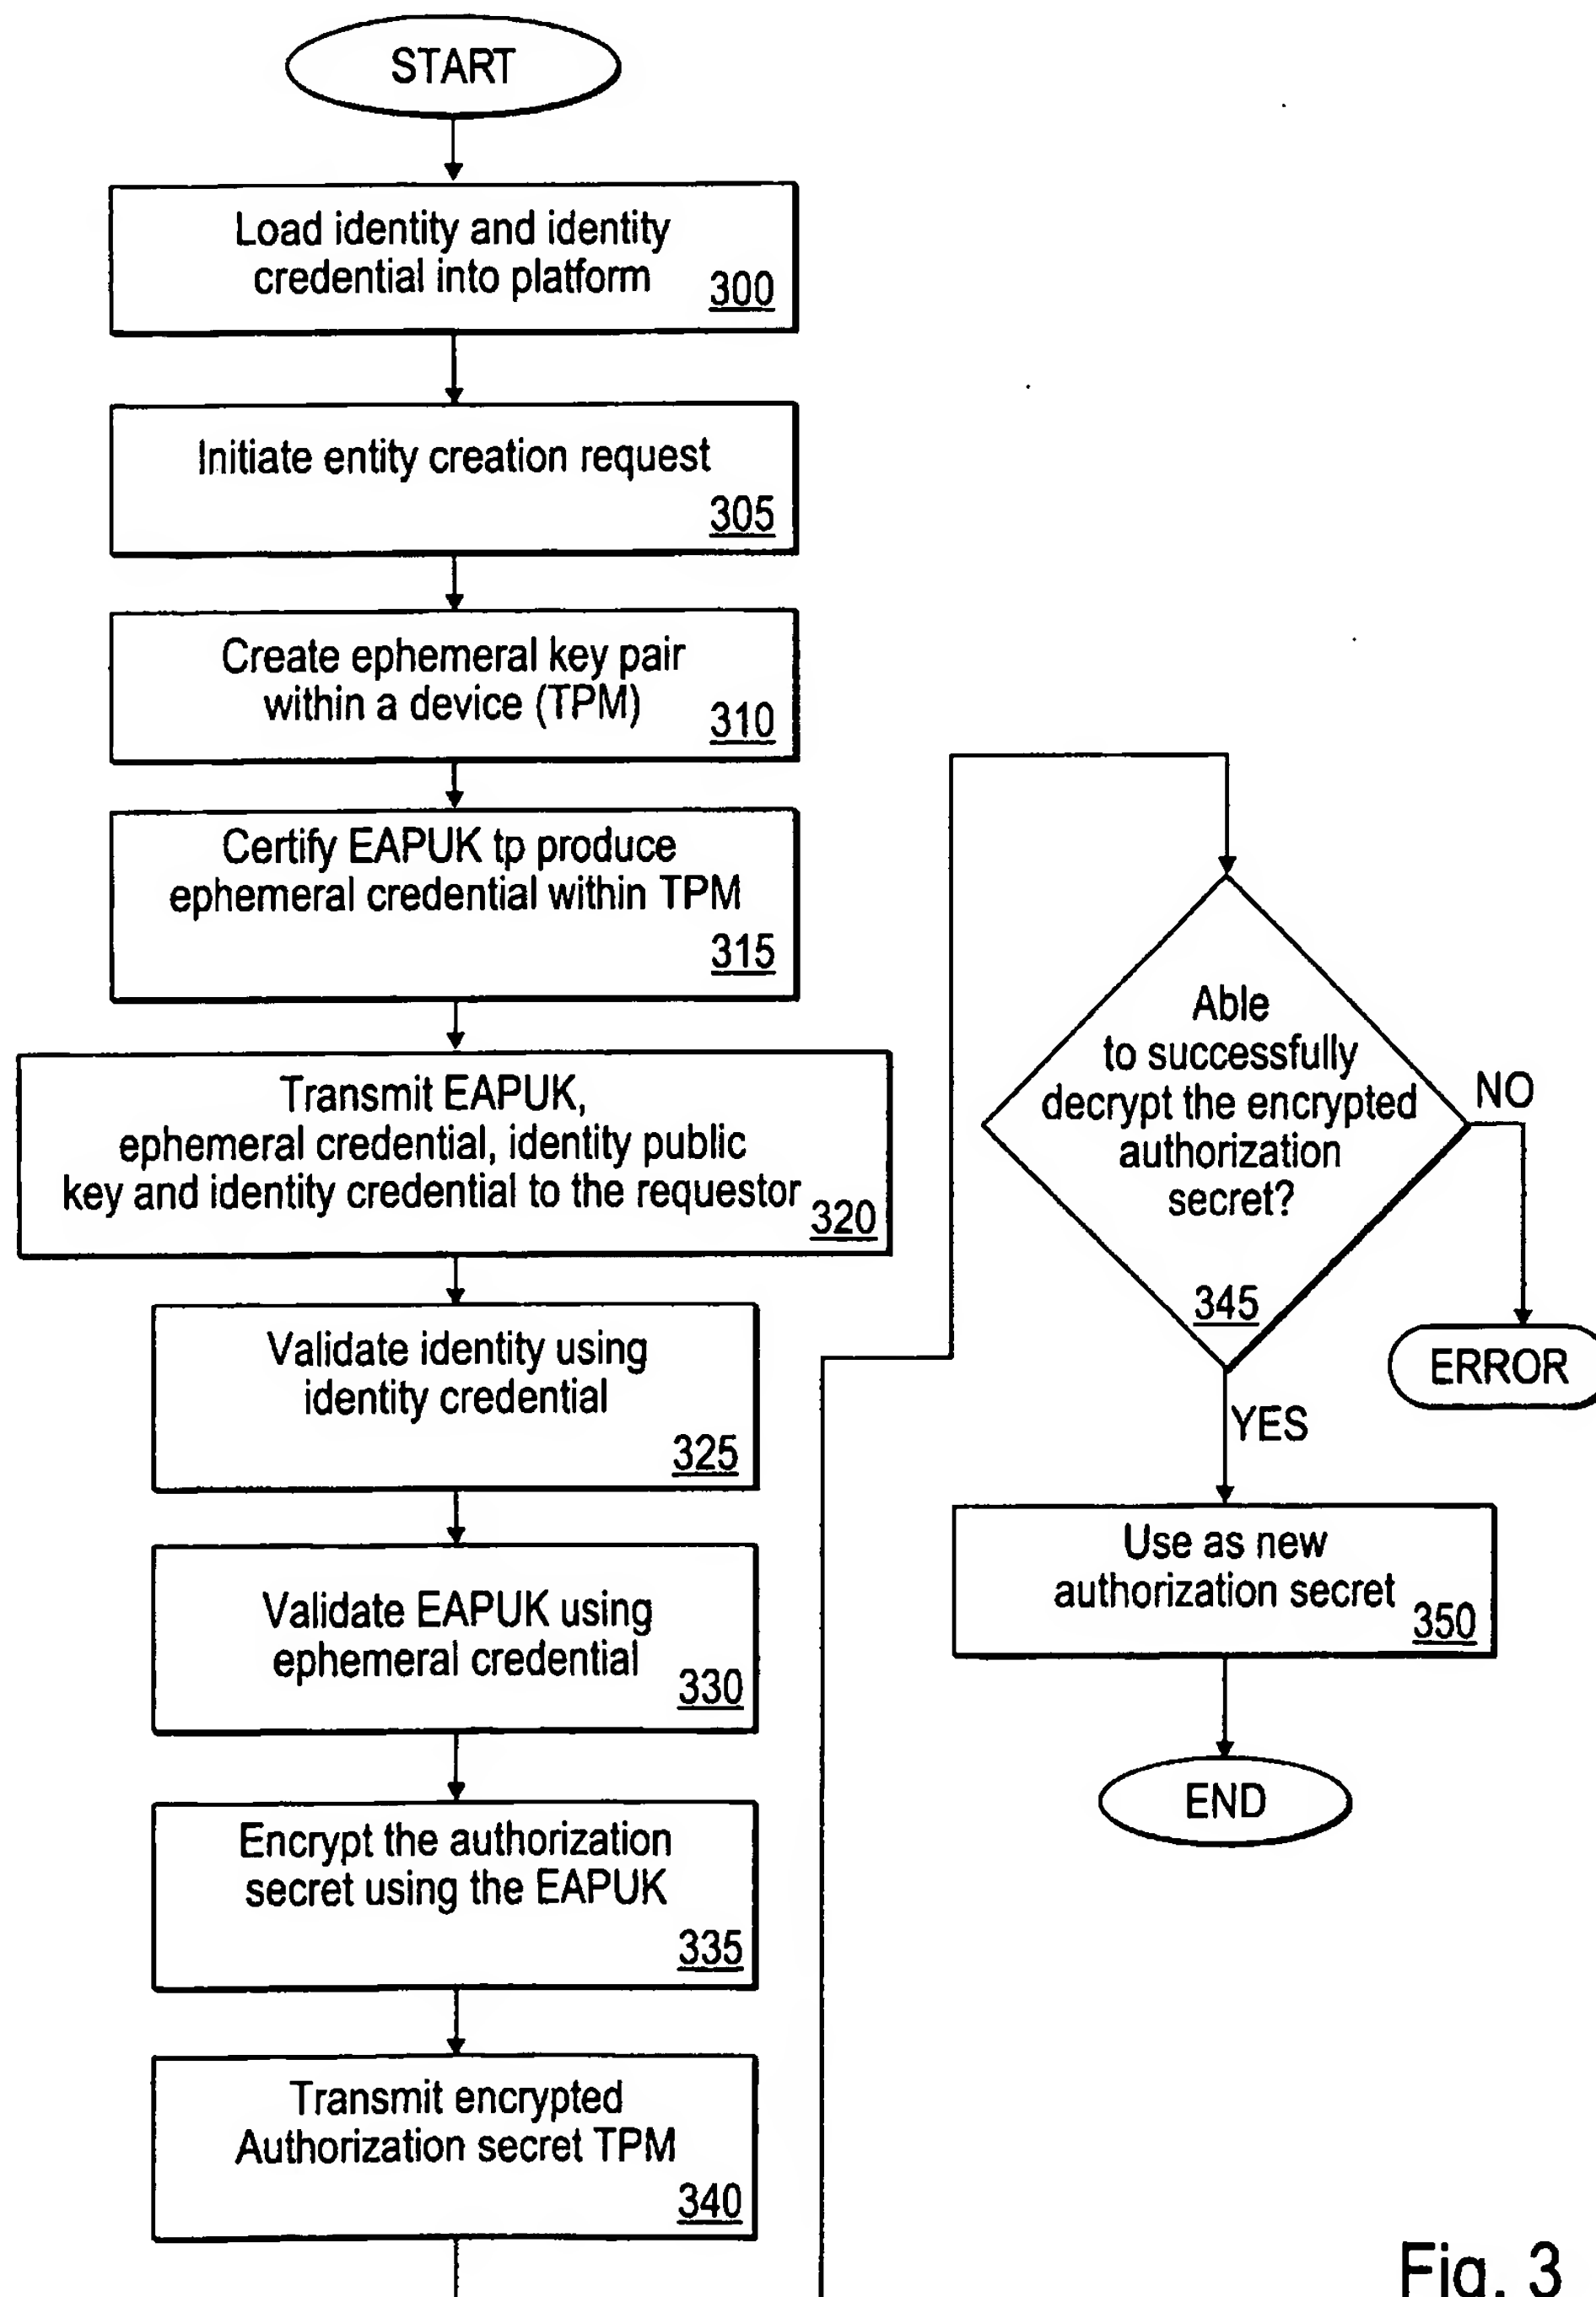 START
Load identity and identity
credential into platform
300
Initiate entity creation request
305
Create ephemeral key pair
within a device (TPM)
310
Certify EAPUK tp produce
ephemeral credential within TPM
315
Transmit EAPUK,
ephemeral credential, identity public
key and identity credential to the requestor
320
Validate identity using
identity credential
325
Validate EAPUK using
ephemeral credential
330
Encrypt the authorization
secret using the EAPUK
335
Transmit encrypted
Authorization secret TPM
340
Able
to successfully
decrypt the encrypted
authorization
secret?
345
NO
ERROR
YES
Use as new
authorization secret
350
END
Fig. 3